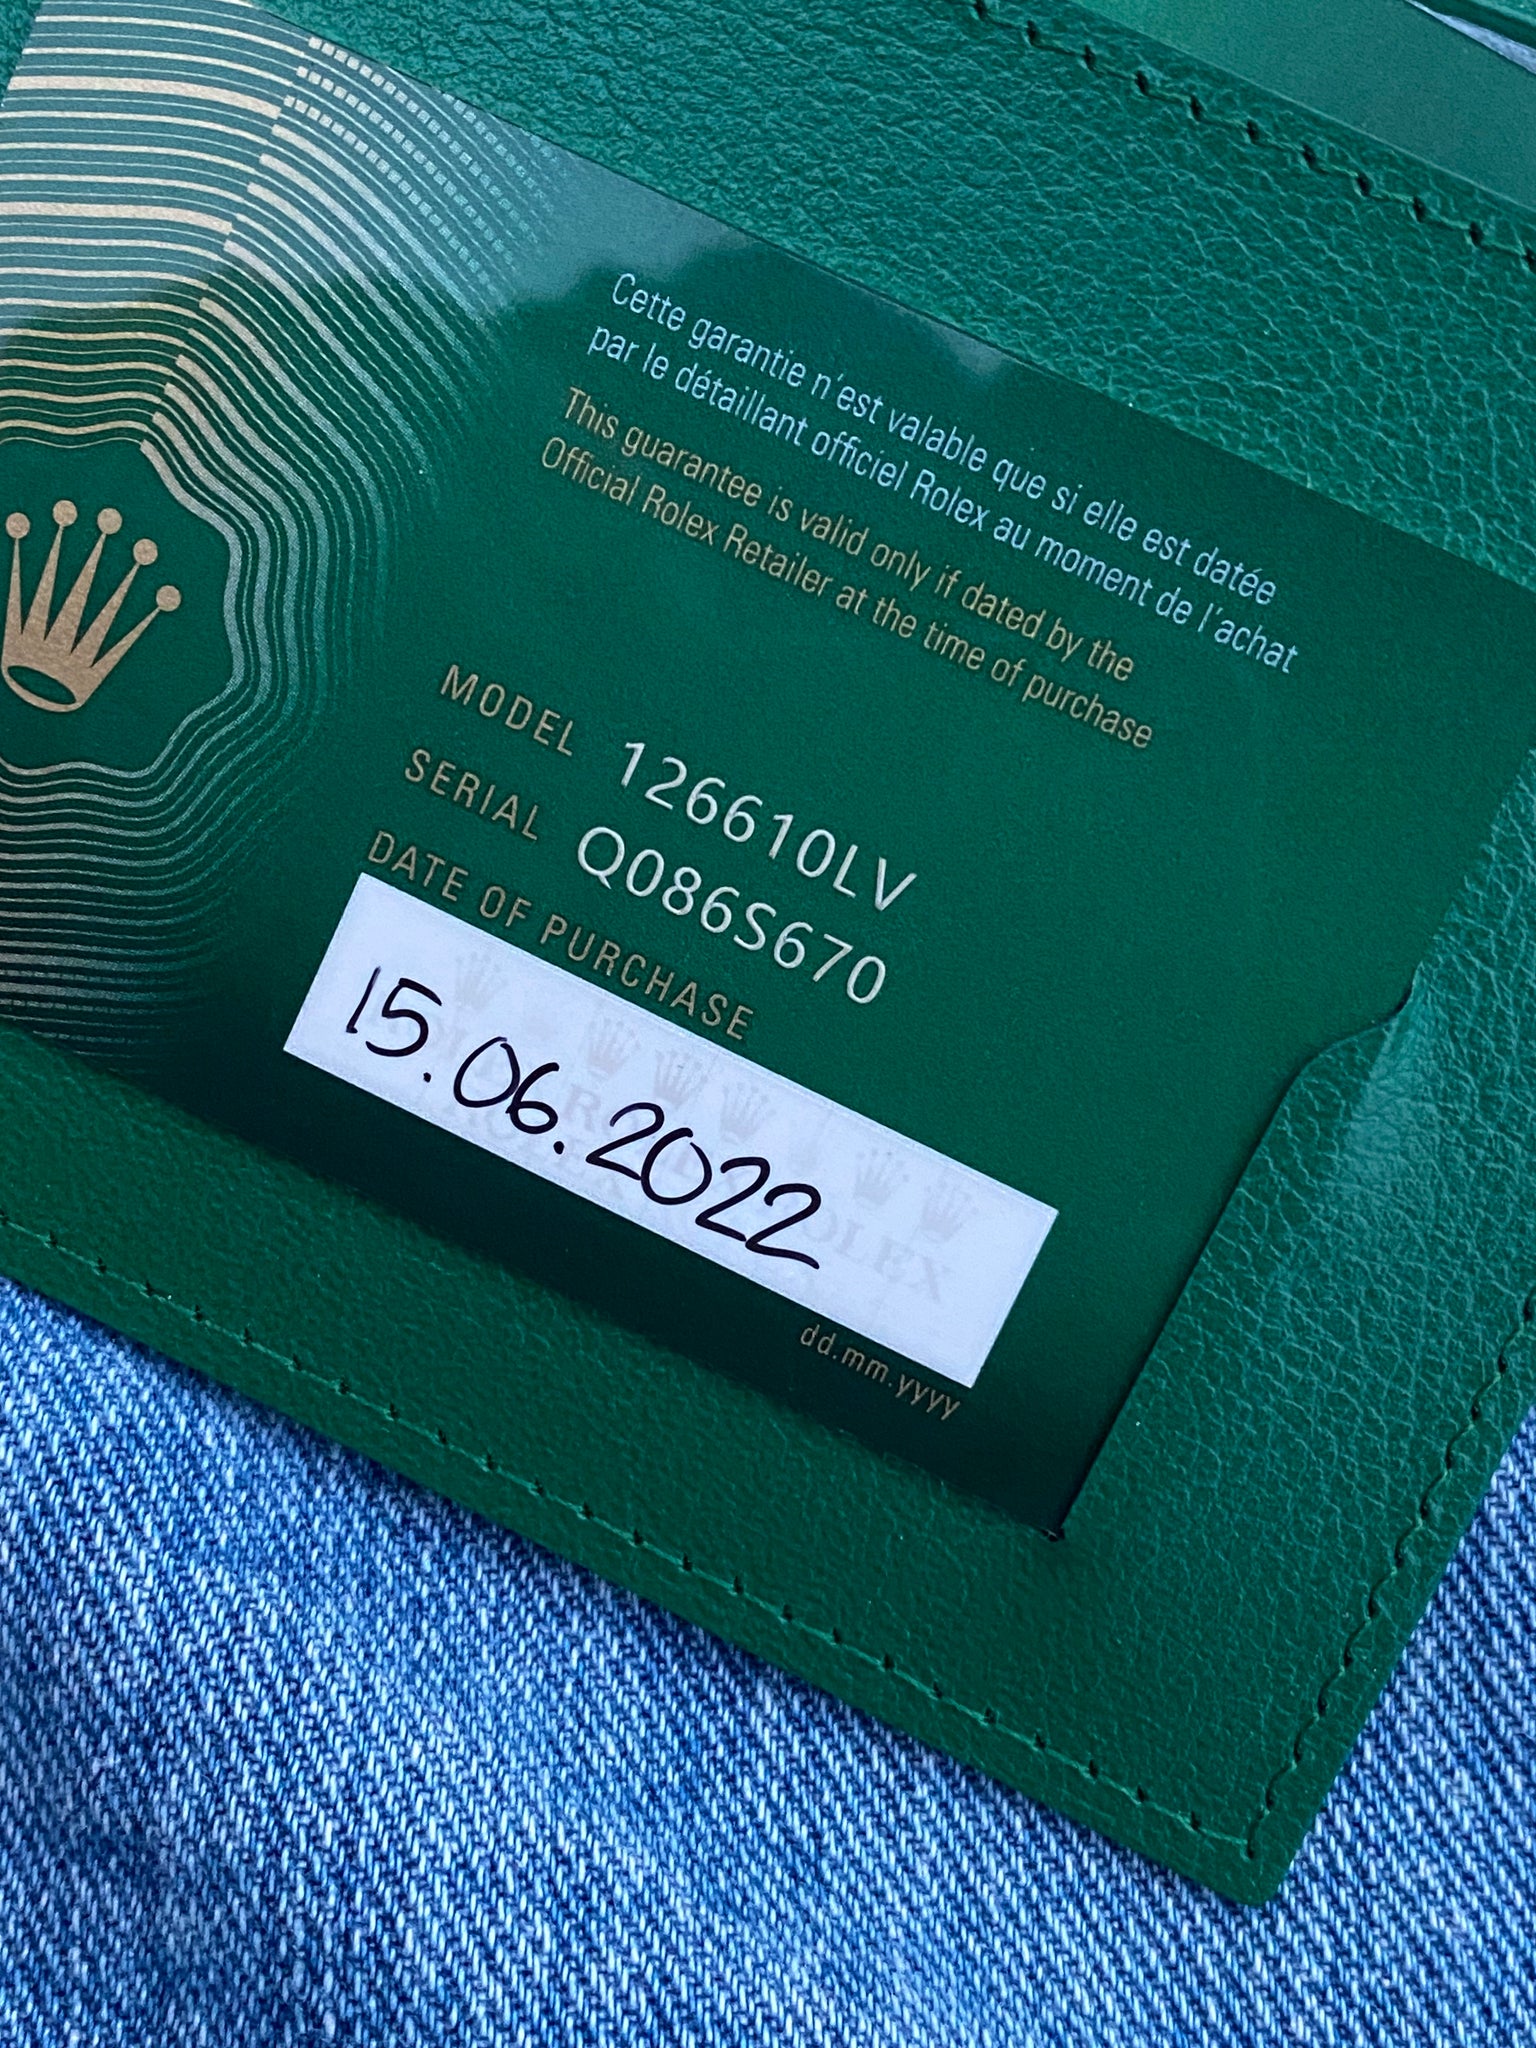 Cette garantie n'est valable que si elle est datée
par le détaillant officiel Rolex au moment de l'achat
This guarantee is valid only if dated by the
Official Rolex Retailer at the time of purchase
MODEL 126610LV
SERIAL Q086S670
DATE OF PURCHASE
15.06.2022
ROLEX
dd.mm.yyyy